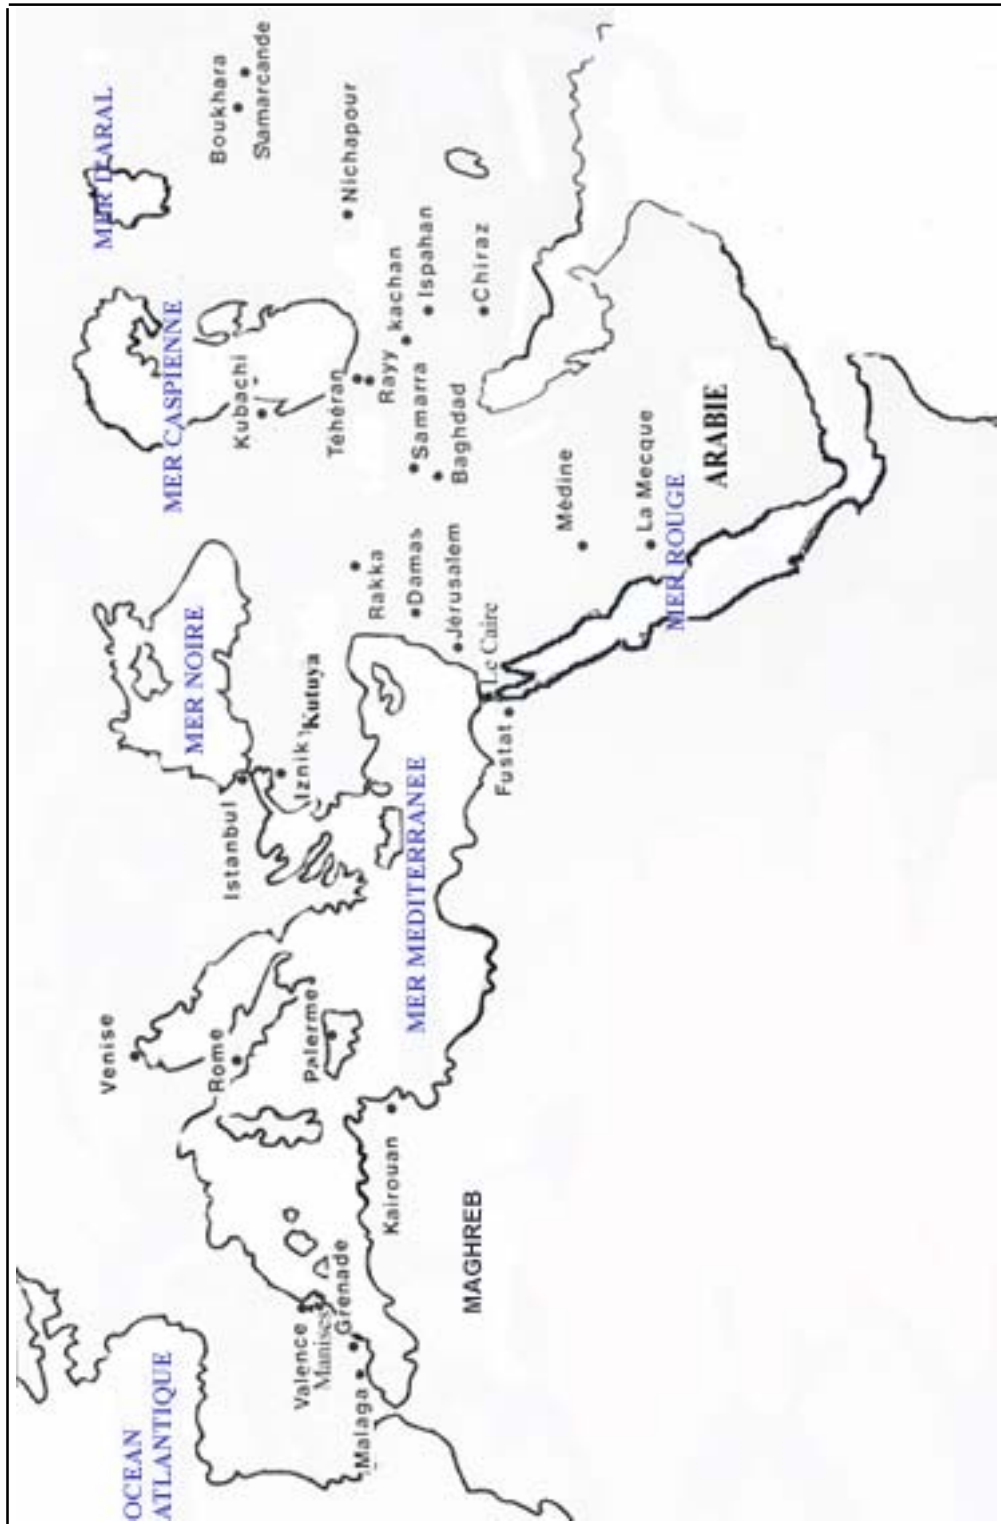 OCEAN
ATLANTIQUE
MER NOIRE
MER CASPIENNE
MER D'ARAL
Venise
Rome
Palerme
Istanbul
Iznik
Kutuya
Kubachi
Boukhara
Samarcande
Valence
Manises
Grenade
Malaga
Kairouan
MAGHREB
MER MEDITERRANEE
Rakka
Damas
Jérusalem
Le Caire
Fustat
Téhéran
Rayy
kachan
Nichapour
Samarra
Ispahan
Baghdad
Chiraz
Médine
La Mecque
MER ROUGE
ARABIE